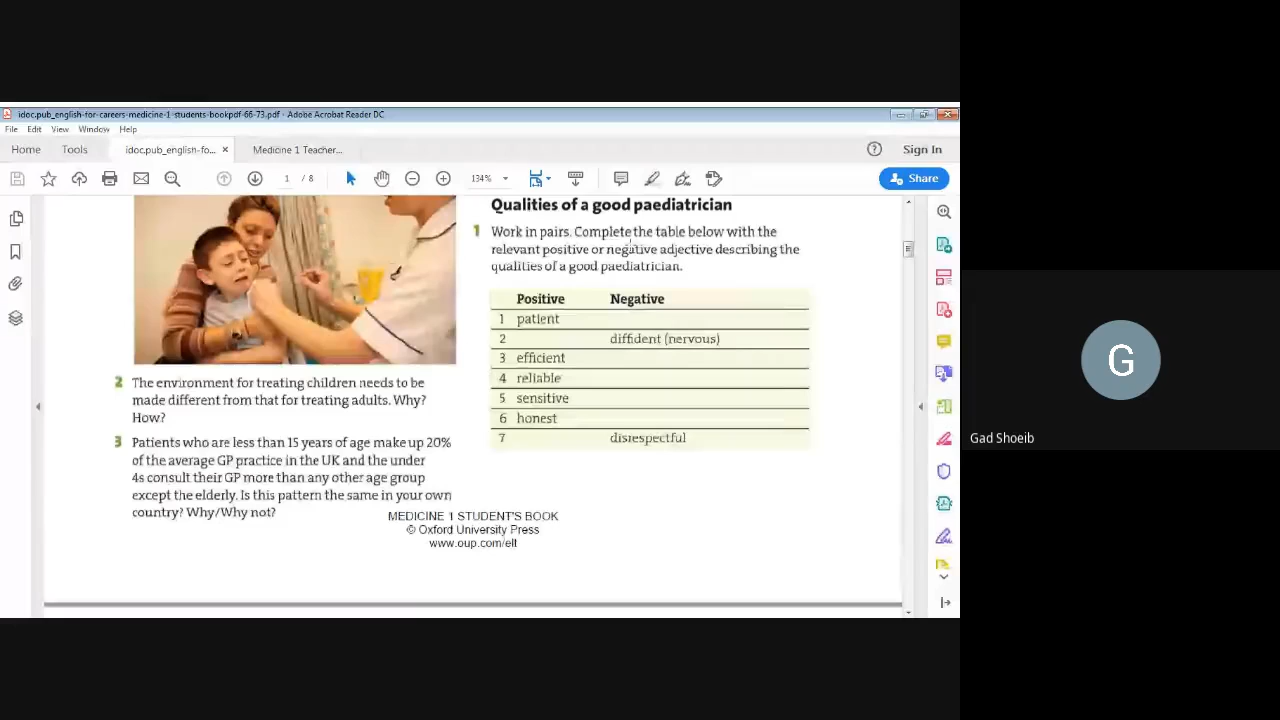 idoc.pub_english-for-careers-medicine-1-students-bookpdf-66-73.pdf - Adobe Acrobat Reader DC
File Edit View Window Help
Home Tools idoc.pub_english-fo... × Medicine 1 Teacher... Sign In
1 / 8 134% Share
Qualities of a good paediatrician
1 Work in pairs. Complete the table below with the
relevant positive or negative adjective describing the
qualities of a good paediatrician.
Positive Negative
1 patient
2 diffident (nervous)
3 efficient
4 reliable
5 sensitive
6 honest
7 disrespectful
2 The environment for treating children needs to be
made different from that for treating adults. Why?
How?
3 Patients who are less than 15 years of age make up 20%
of the average GP practice in the UK and the under
4s consult their GP more than any other age group
except the elderly. Is this pattern the same in your own
country? Why/Why not?
MEDICINE 1 STUDENT'S BOOK
© Oxford University Press
www.oup.com/elt
G
Gad Shoeib